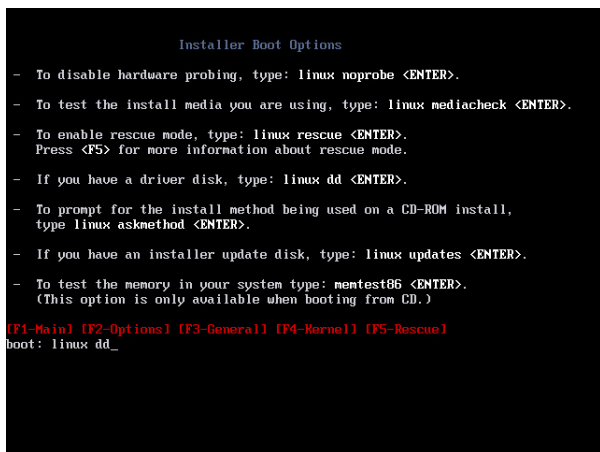 Installer Boot Options
- To disable hardware probing, type: linux noprobe <ENTER>.
- To test the install media you are using, type: linux mediacheck <ENTER>.
- To enable rescue mode, type: linux rescue <ENTER>.
Press <F5> for more information about rescue mode.
- If you have a driver disk, type: linux dd <ENTER>.
- To prompt for the install method being used on a CD-ROM install,
type linux askmethod <ENTER>.
- If you have an installer update disk, type: linux updates <ENTER>.
- To test the memory in your system type: memtest86 <ENTER>.
(This option is only available when booting from CD.)
[F1-Main] [F2-Options] [F3-General] [F4-Kernel] [F5-Rescue]
boot: linux dd_